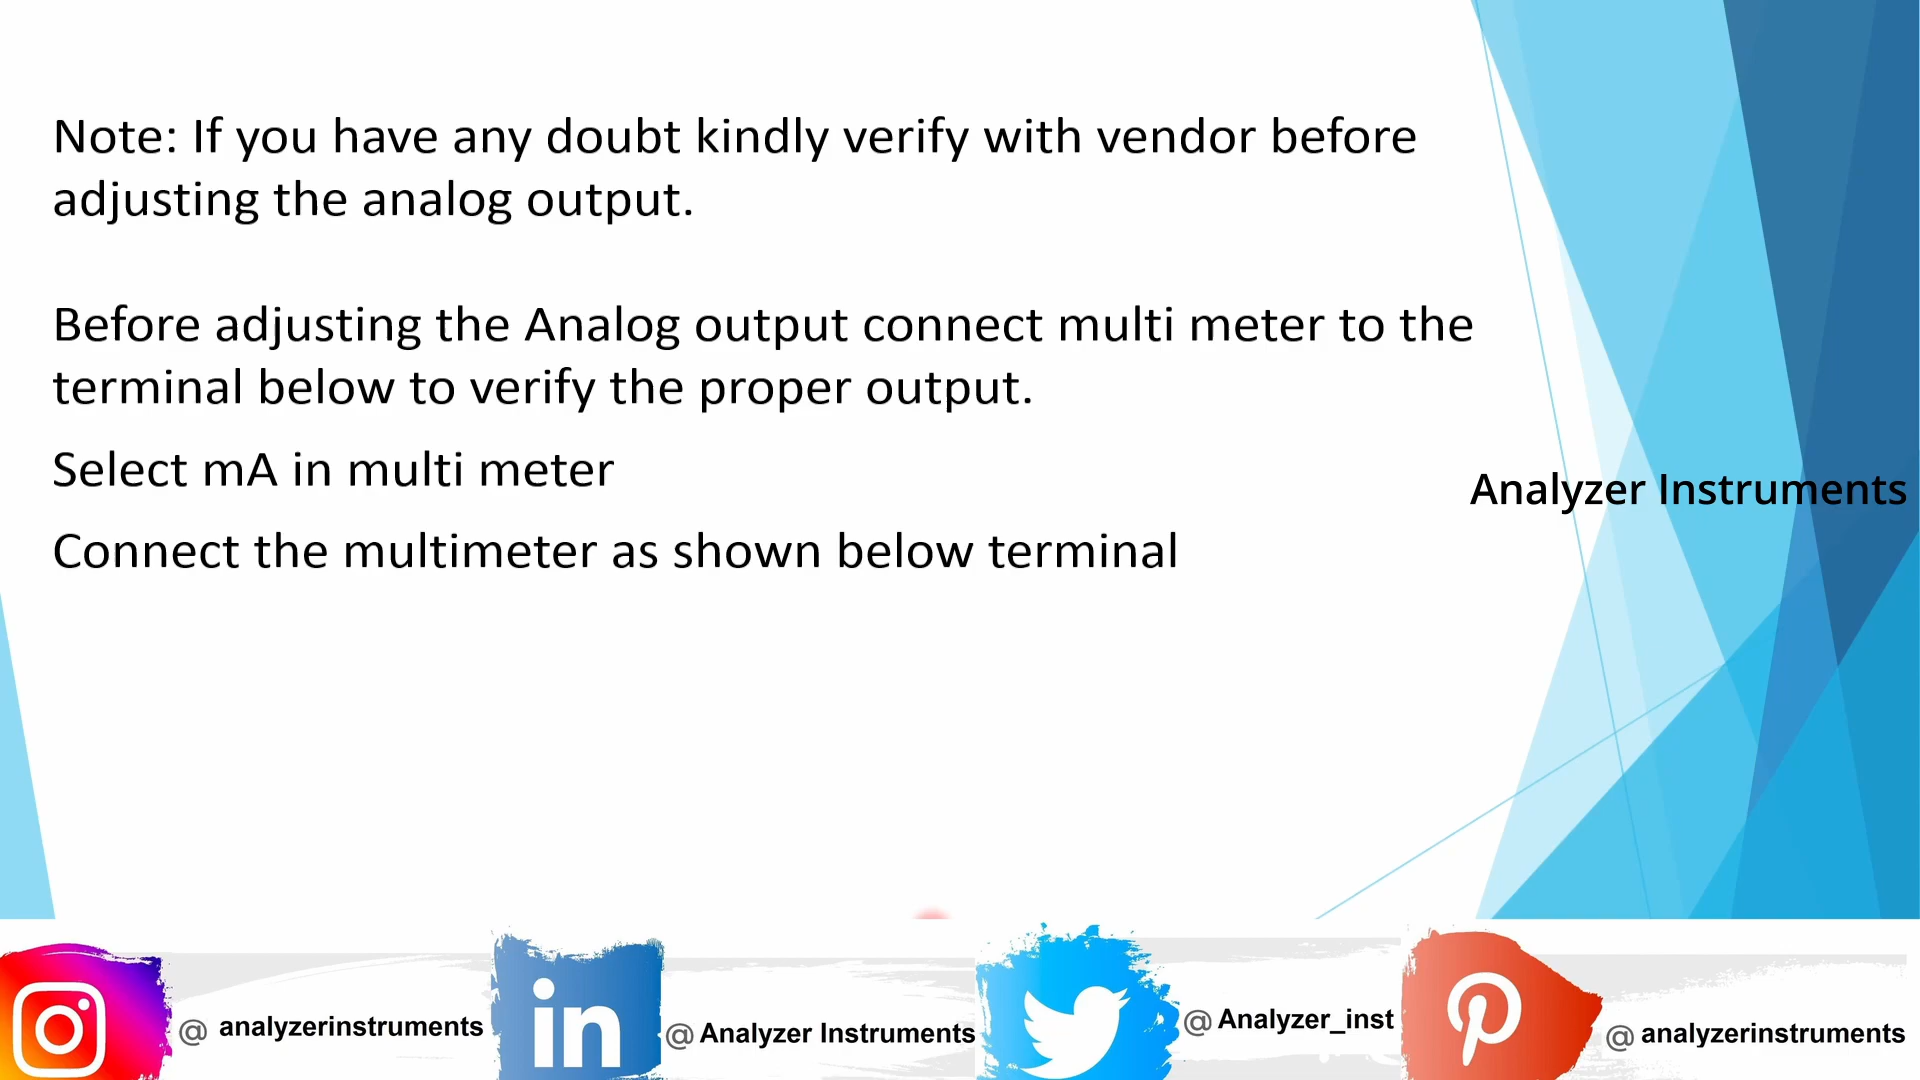 Note: If you have any doubt kindly verify with vendor before
adjusting the analog output.
Before adjusting the Analog output connect multi meter to the
terminal below to verify the proper output.
Select mA in multi meter
Analyzer Instruments
Connect the multimeter as shown below terminal
@ analyzerinstruments
in
@ Analyzer Instruments
@ Analyzer_inst
@ analyzerinstruments